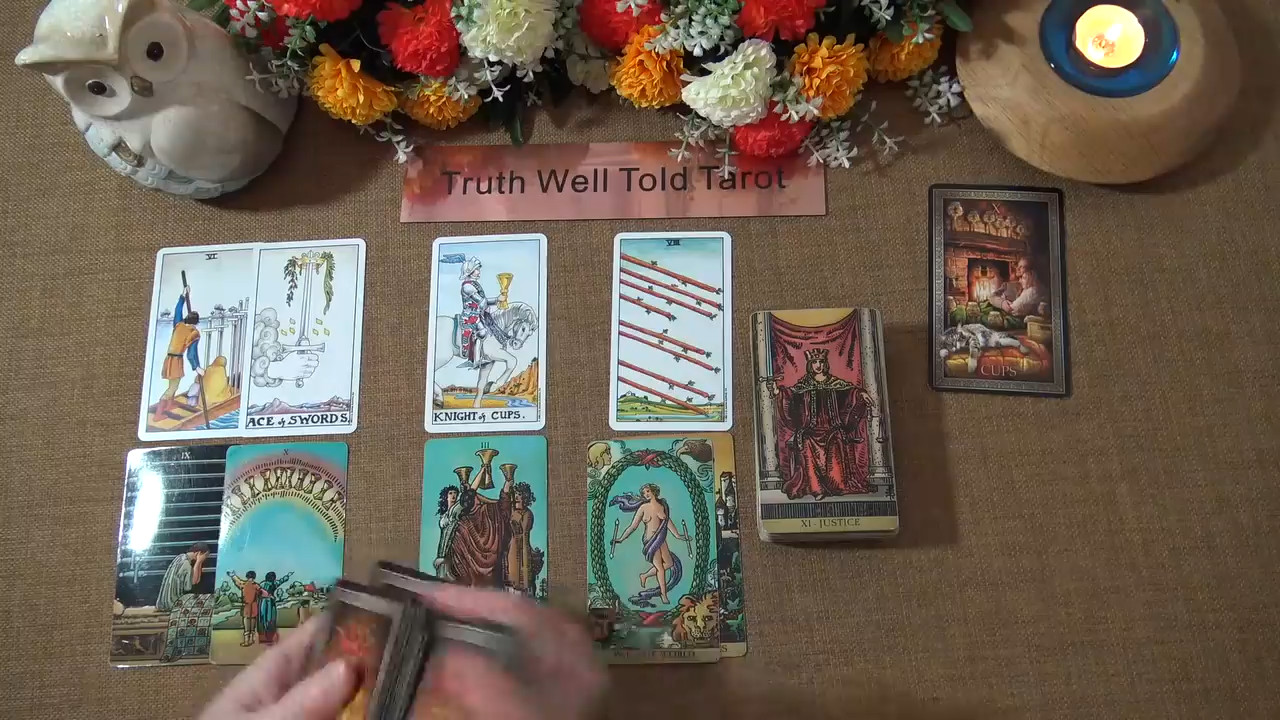 Truth Well Told Tarot
VI
ACE of SWORDS.
KNIGHT of CUPS.
VIII
X
CUPS
IX
X
III
XI - JUSTICE